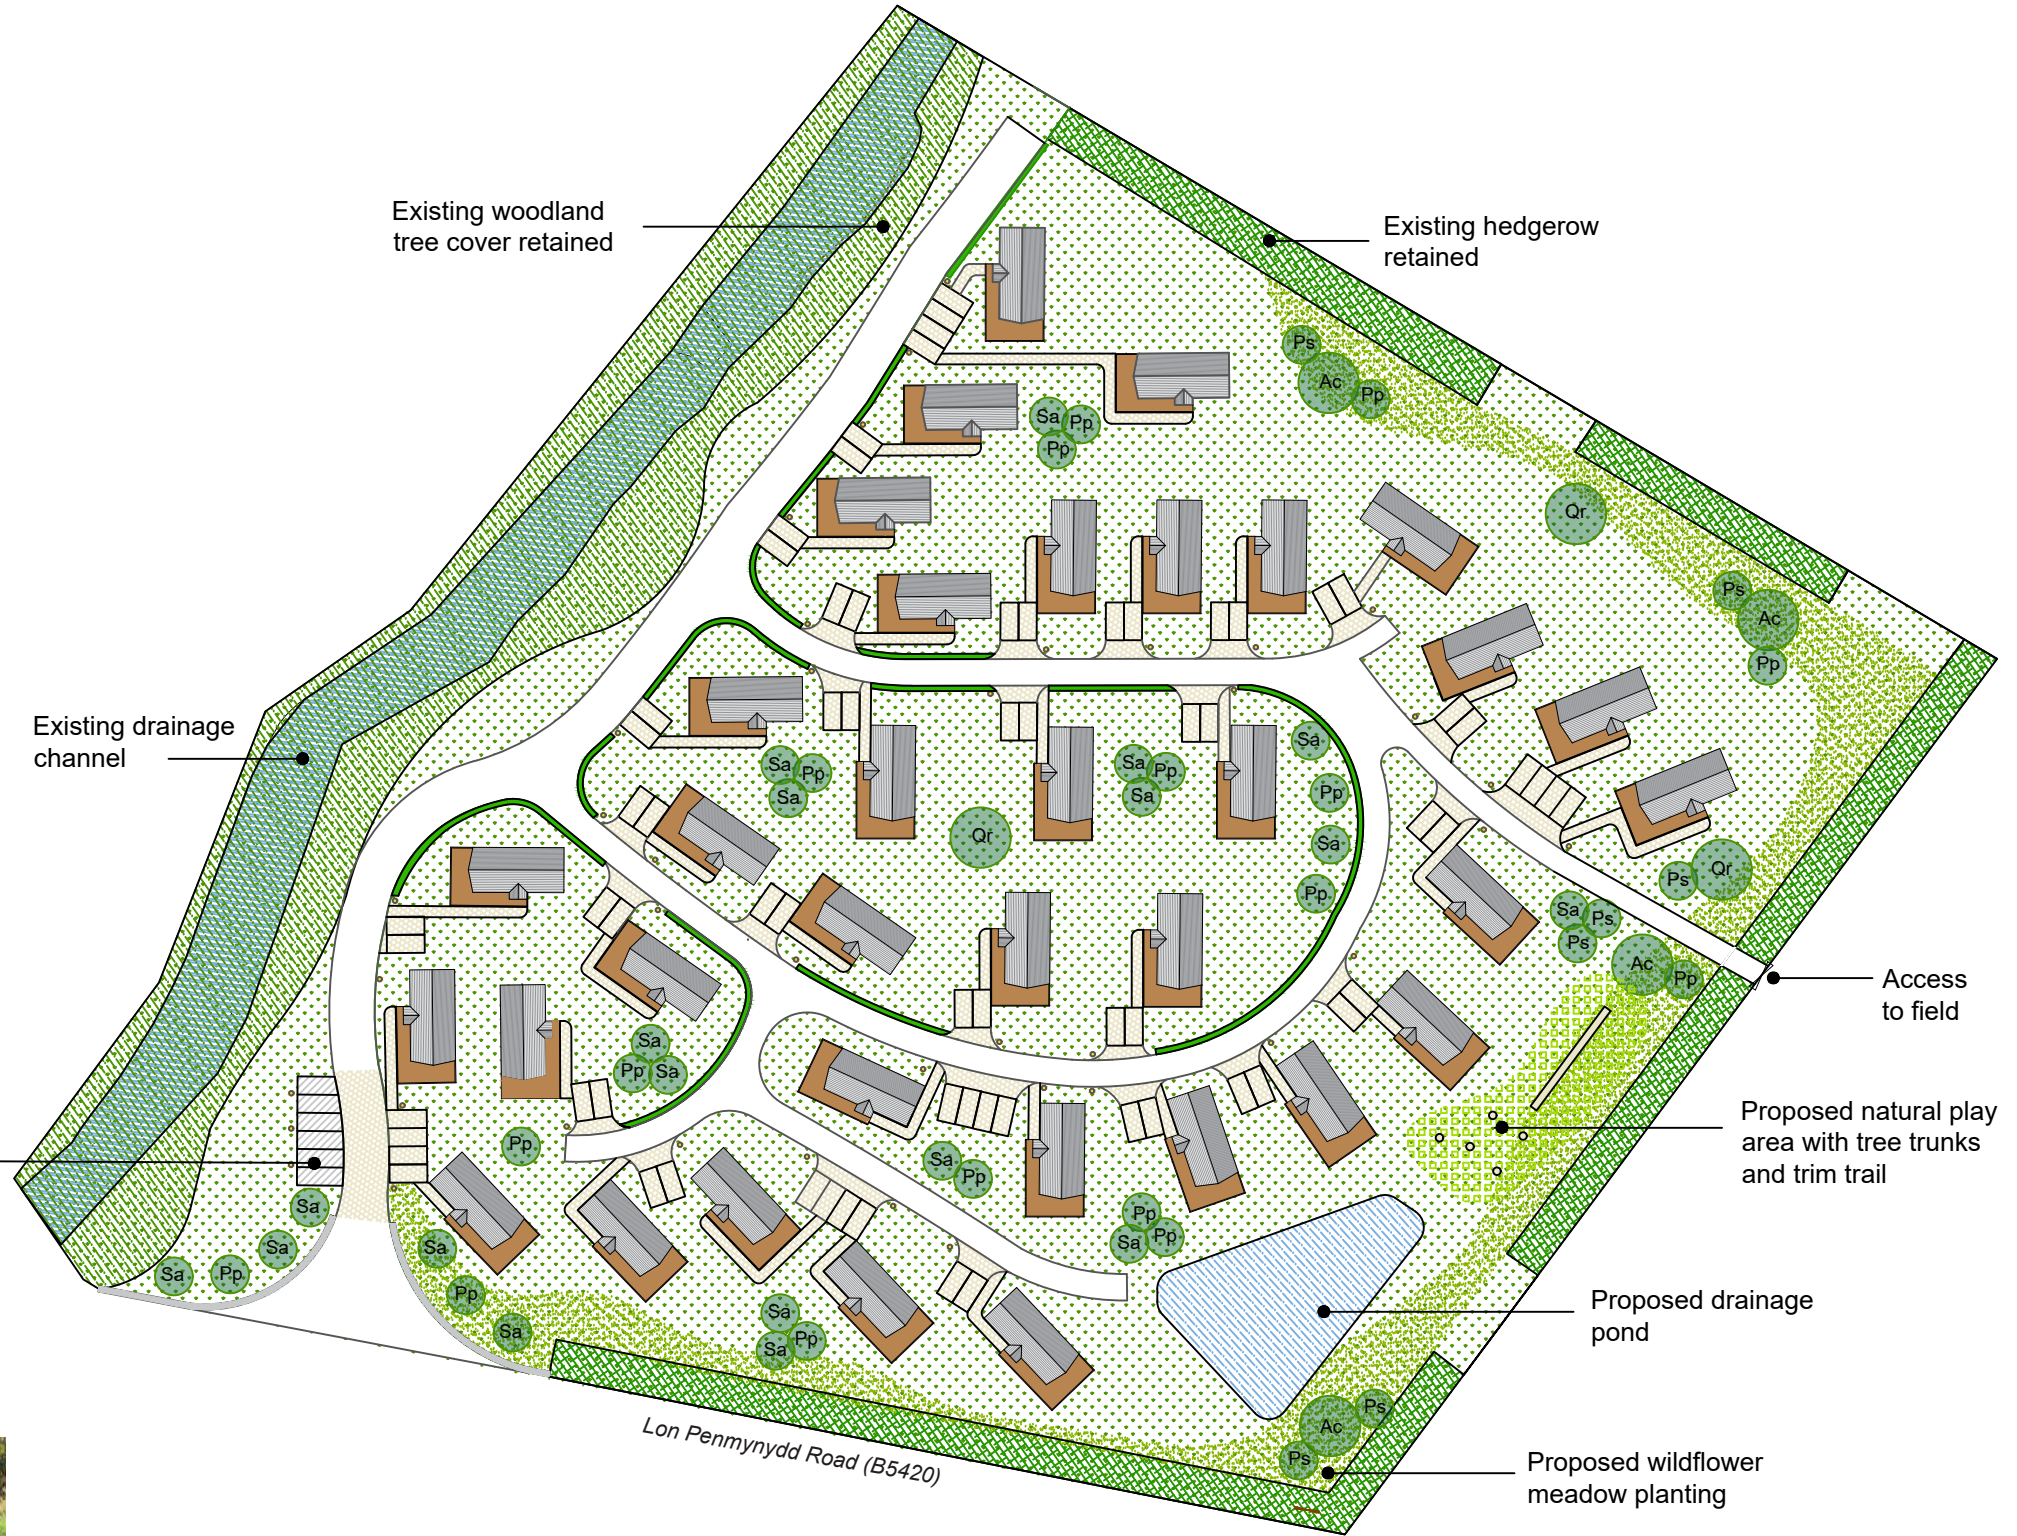 Existing woodland
tree cover retained
Existing hedgerow
retained
Ps
Ac
Pp
Sa
Pp
Pp
Qr
Ps
Ac
Pp
Existing drainage
channel
Sa
Sa
Pp
Sa
Sa
Pp
Sa
Pp
Qr
Sa
Pp
Ps
Qr
Sa
Ps
Ps
Ac
Pp
Access
to field
Sa
Pp
Sa
Pp
Proposed natural play
area with tree trunks
and trim trail
Sa
Pp
Sa
Sa
Pp
Sa
Pp
Sa
Pp
Sa
Pp
Sa
Sa
Pp
Sa
Proposed drainage
pond
Ps
Ac
Ps
Lon Penmynydd Road (B5420)
Proposed wildflower
meadow planting